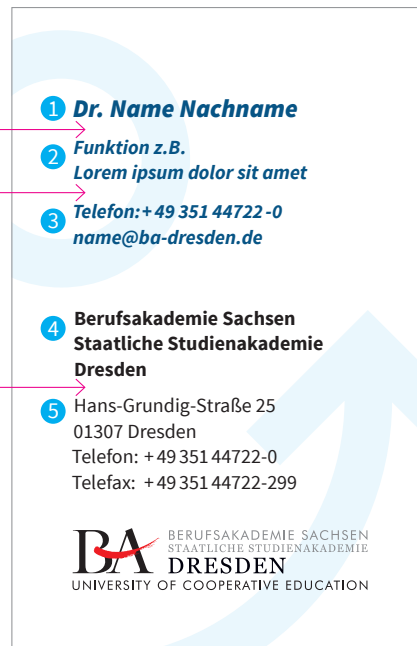 1 Dr. Name Nachname
2 Funktion z.B.
Lorem ipsum dolor sit amet
3 Telefon:+ 49 351 44722 -0
name@ba-dresden.de
4 Berufsakademie Sachsen
Staatliche Studienakademie
Dresden
5 Hans-Grundig-Straße 25
01307 Dresden
Telefon: + 49 351 44722-0
Telefax: + 49 351 44722-299
BA BERUFSAKADEMIE SACHSEN
STAATLICHE STUDIENAKADEMIE
DRESDEN
UNIVERSITY OF COOPERATIVE EDUCATION